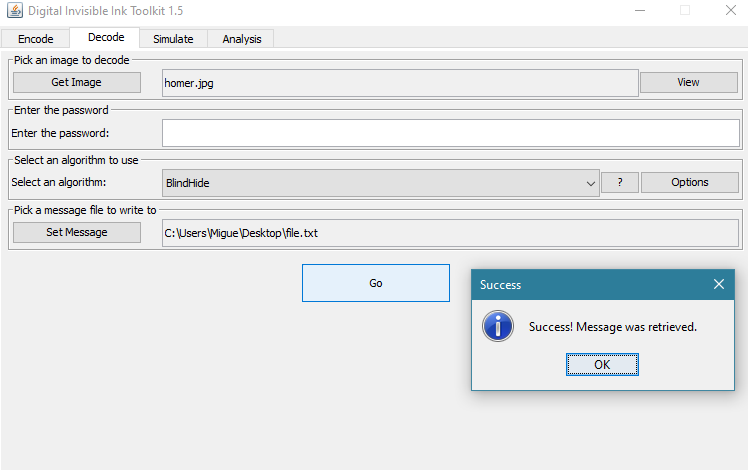 Digital Invisible Ink Toolkit 1.5
Encode Decode Simulate Analysis
Pick an image to decode
Get Image homer.jpg View
Enter the password
Enter the password:
Select an algorithm to use
Select an algorithm: BlindHide ? Options
Pick a message file to write to
Set Message C:\Users\Migue\Desktop\file.txt
Go
Success
Success! Message was retrieved.
OK